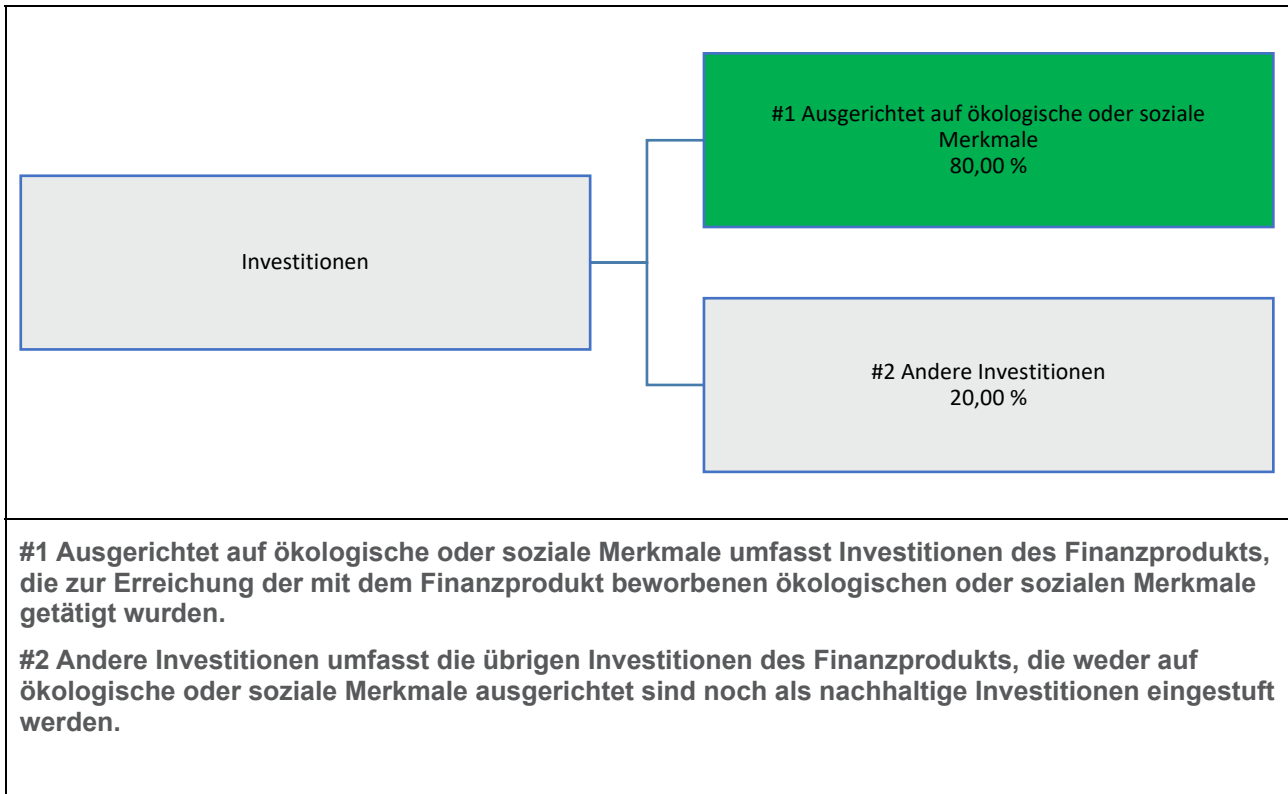 #1 Ausgerichtet auf ökologische oder soziale
Merkmale
80,00 %
Investitionen
#2 Andere Investitionen
20,00 %
#1 Ausgerichtet auf ökologische oder soziale Merkmale umfasst Investitionen des Finanzprodukts,
die zur Erreichung der mit dem Finanzprodukt beworbenen ökologischen oder sozialen Merkmale
getätigt wurden.
#2 Andere Investitionen umfasst die übrigen Investitionen des Finanzprodukts, die weder auf
ökologische oder soziale Merkmale ausgerichtet sind noch als nachhaltige Investitionen eingestuft
werden.